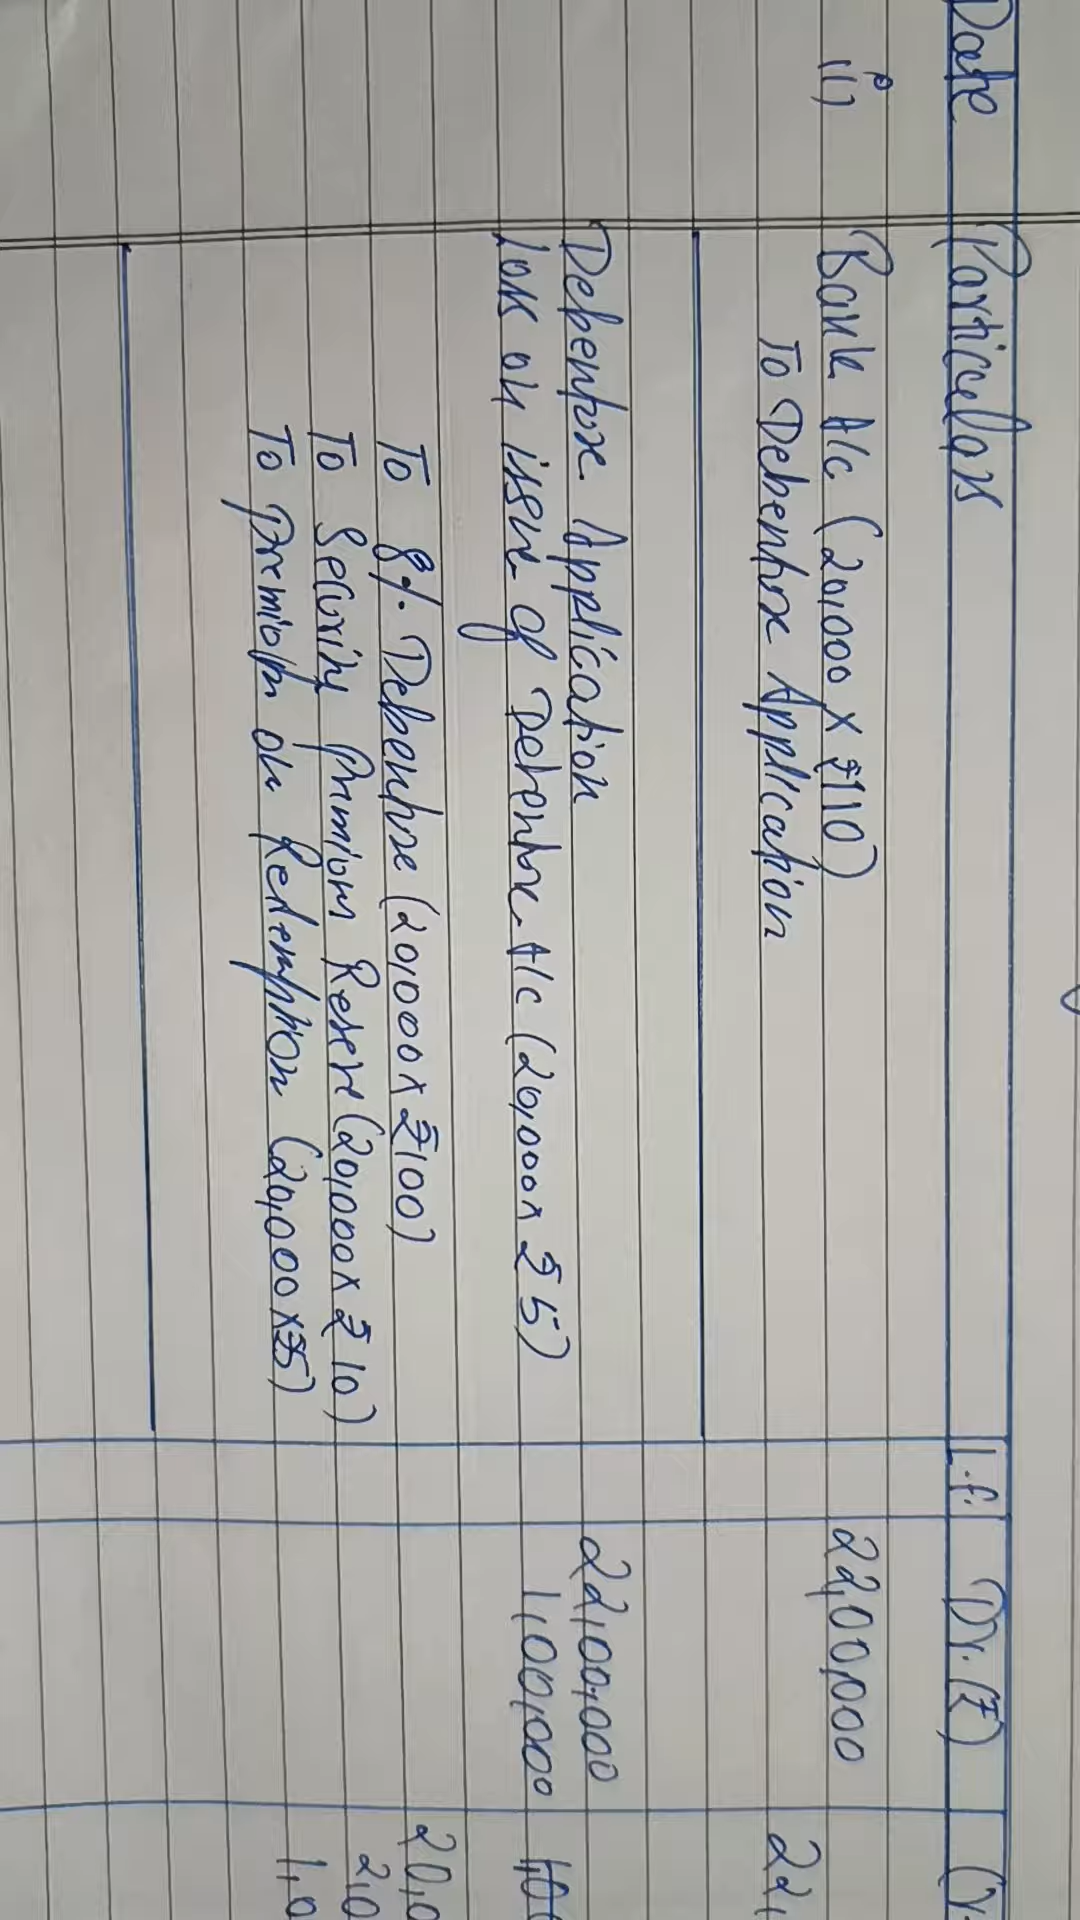 Date Particulars L.f. Dr. (₹)
ii) Bank A/c (20,000 x ₹110) 22,00,000
To Debenture Application 22,
Debenture Application 22,00,000
Loss on issue of Debenture A/c (20,000 x ₹ 5) 1,00,000
To 8%. Debenture (20,000 x ₹100) 20,0
To Security Premium Reserve (20,000 x ₹ 10) 2,0
To premium on Redemption (20,000 x ₹5) 1,0